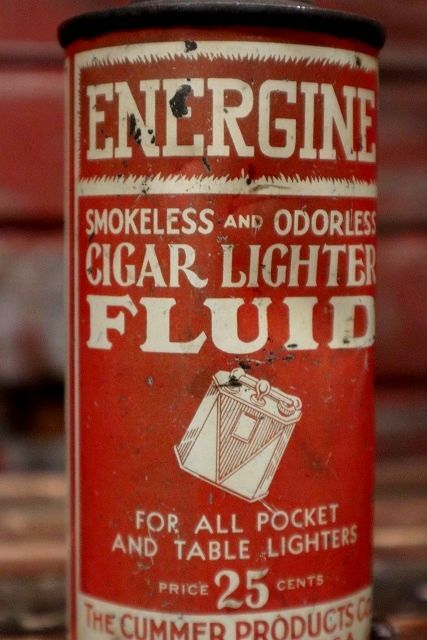 ENERGINE
SMOKELESS AND ODORLESS
CIGAR LIGHTER
FLUID
FOR ALL POCKET
AND TABLE LIGHTERS
PRICE 25 CENTS
THE CUMMER PRODUCTS Co